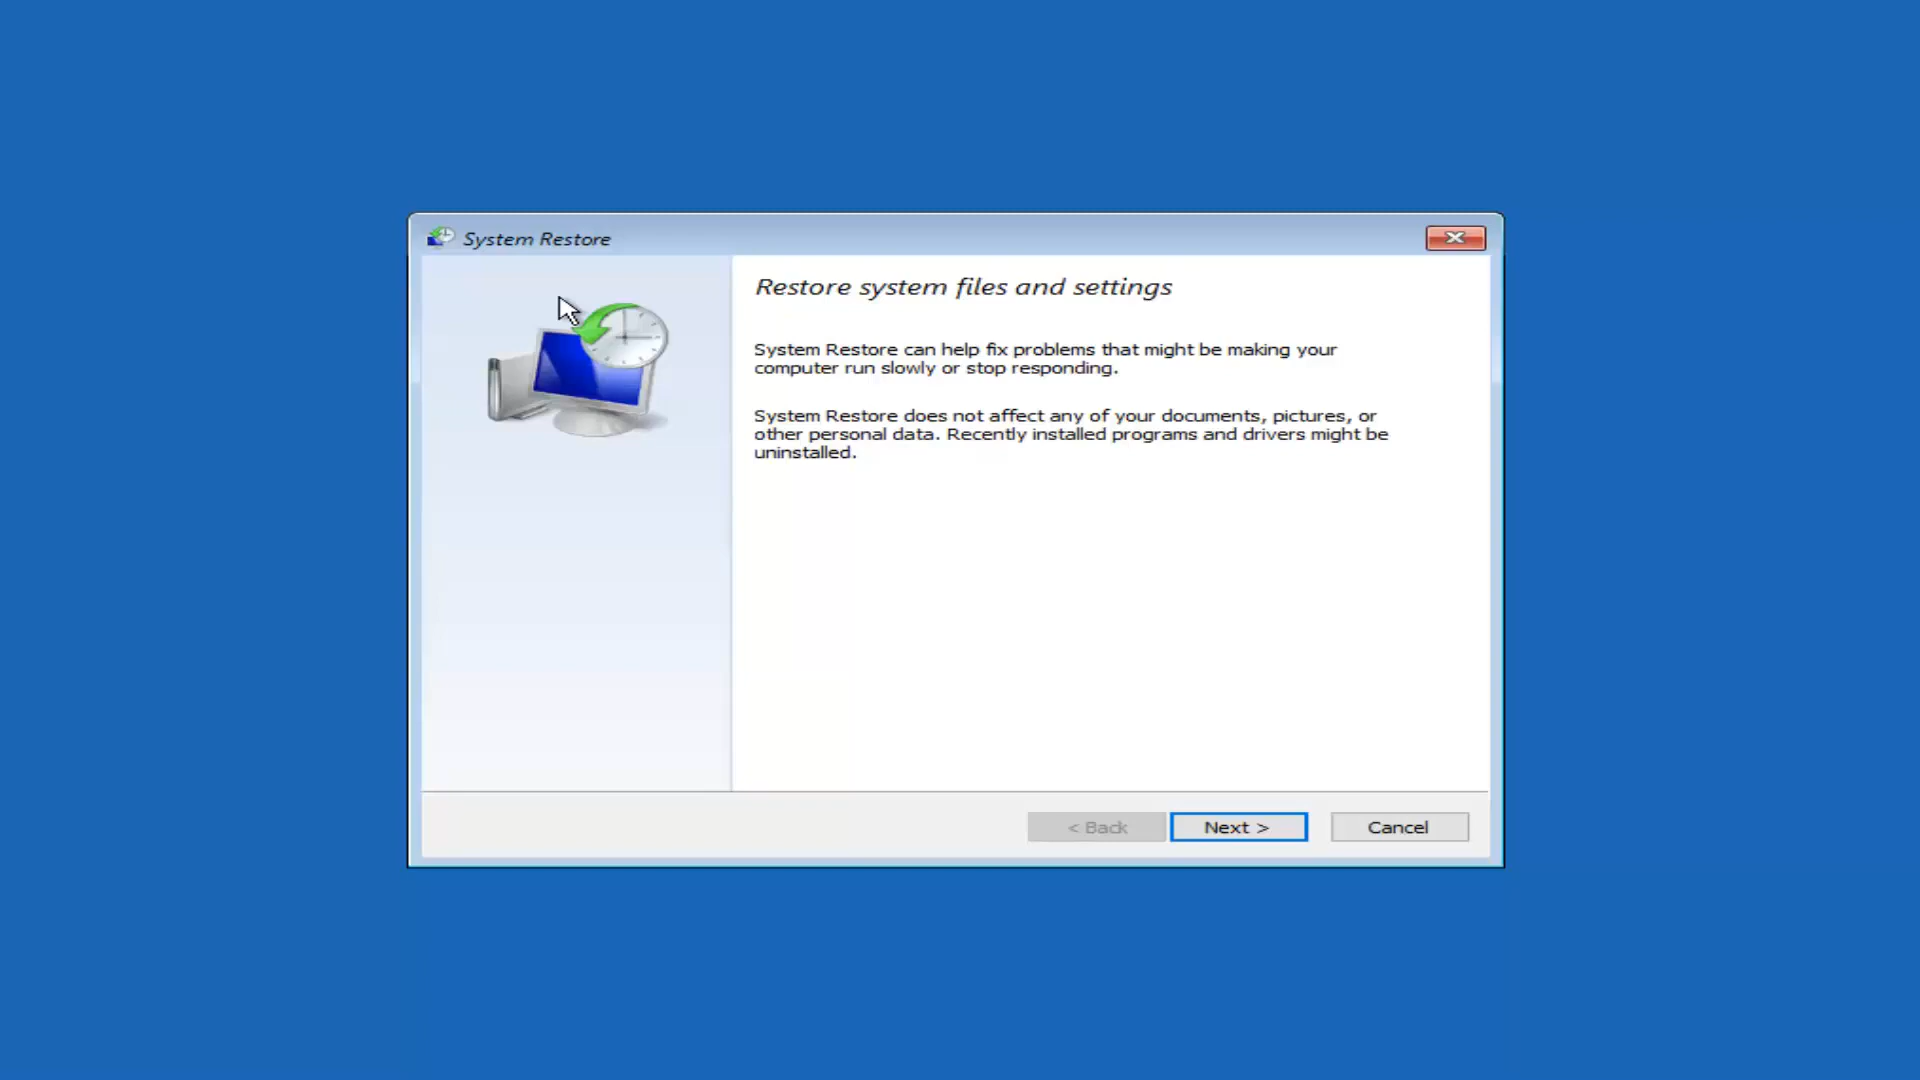 System Restore
Restore system files and settings
System Restore can help fix problems that might be making your
computer run slowly or stop responding.
System Restore does not affect any of your documents, pictures, or
other personal data. Recently installed programs and drivers might be
uninstalled.
< Back
Next >
Cancel